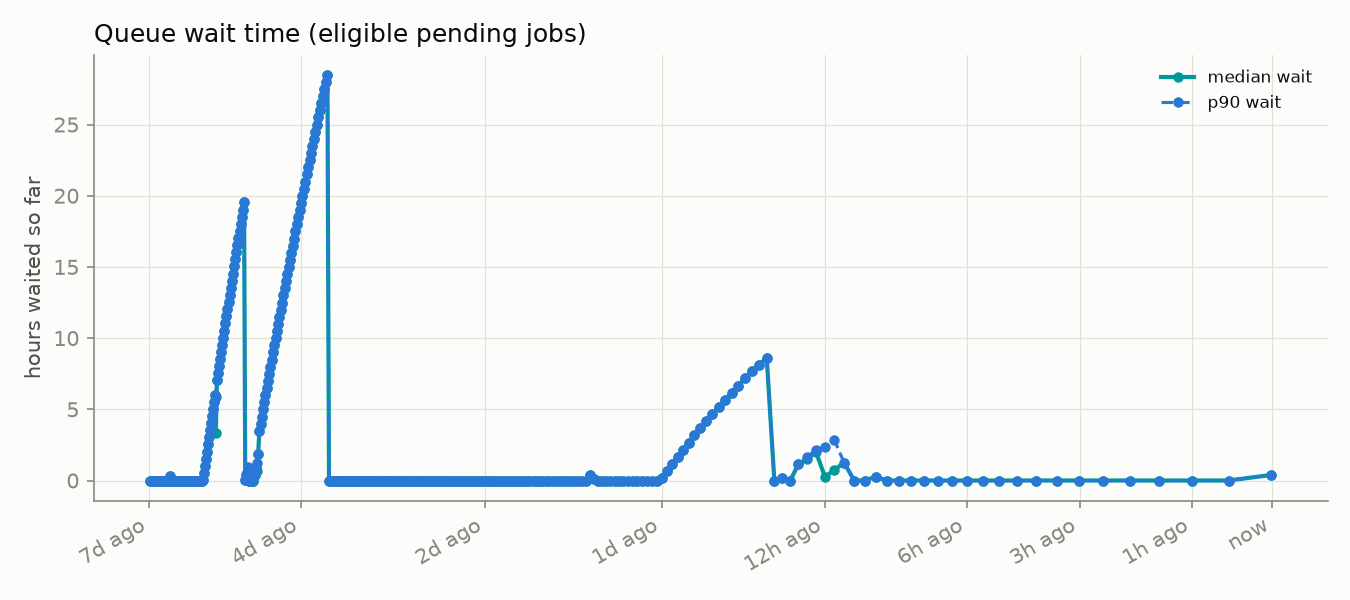 Queue wait time (eligible pending jobs)
median wait
p90 wait
hours waited so far
25
20
15
10
5
0
7d ago
4d ago
2d ago
1d ago
12h ago
6h ago
3h ago
1h ago
now